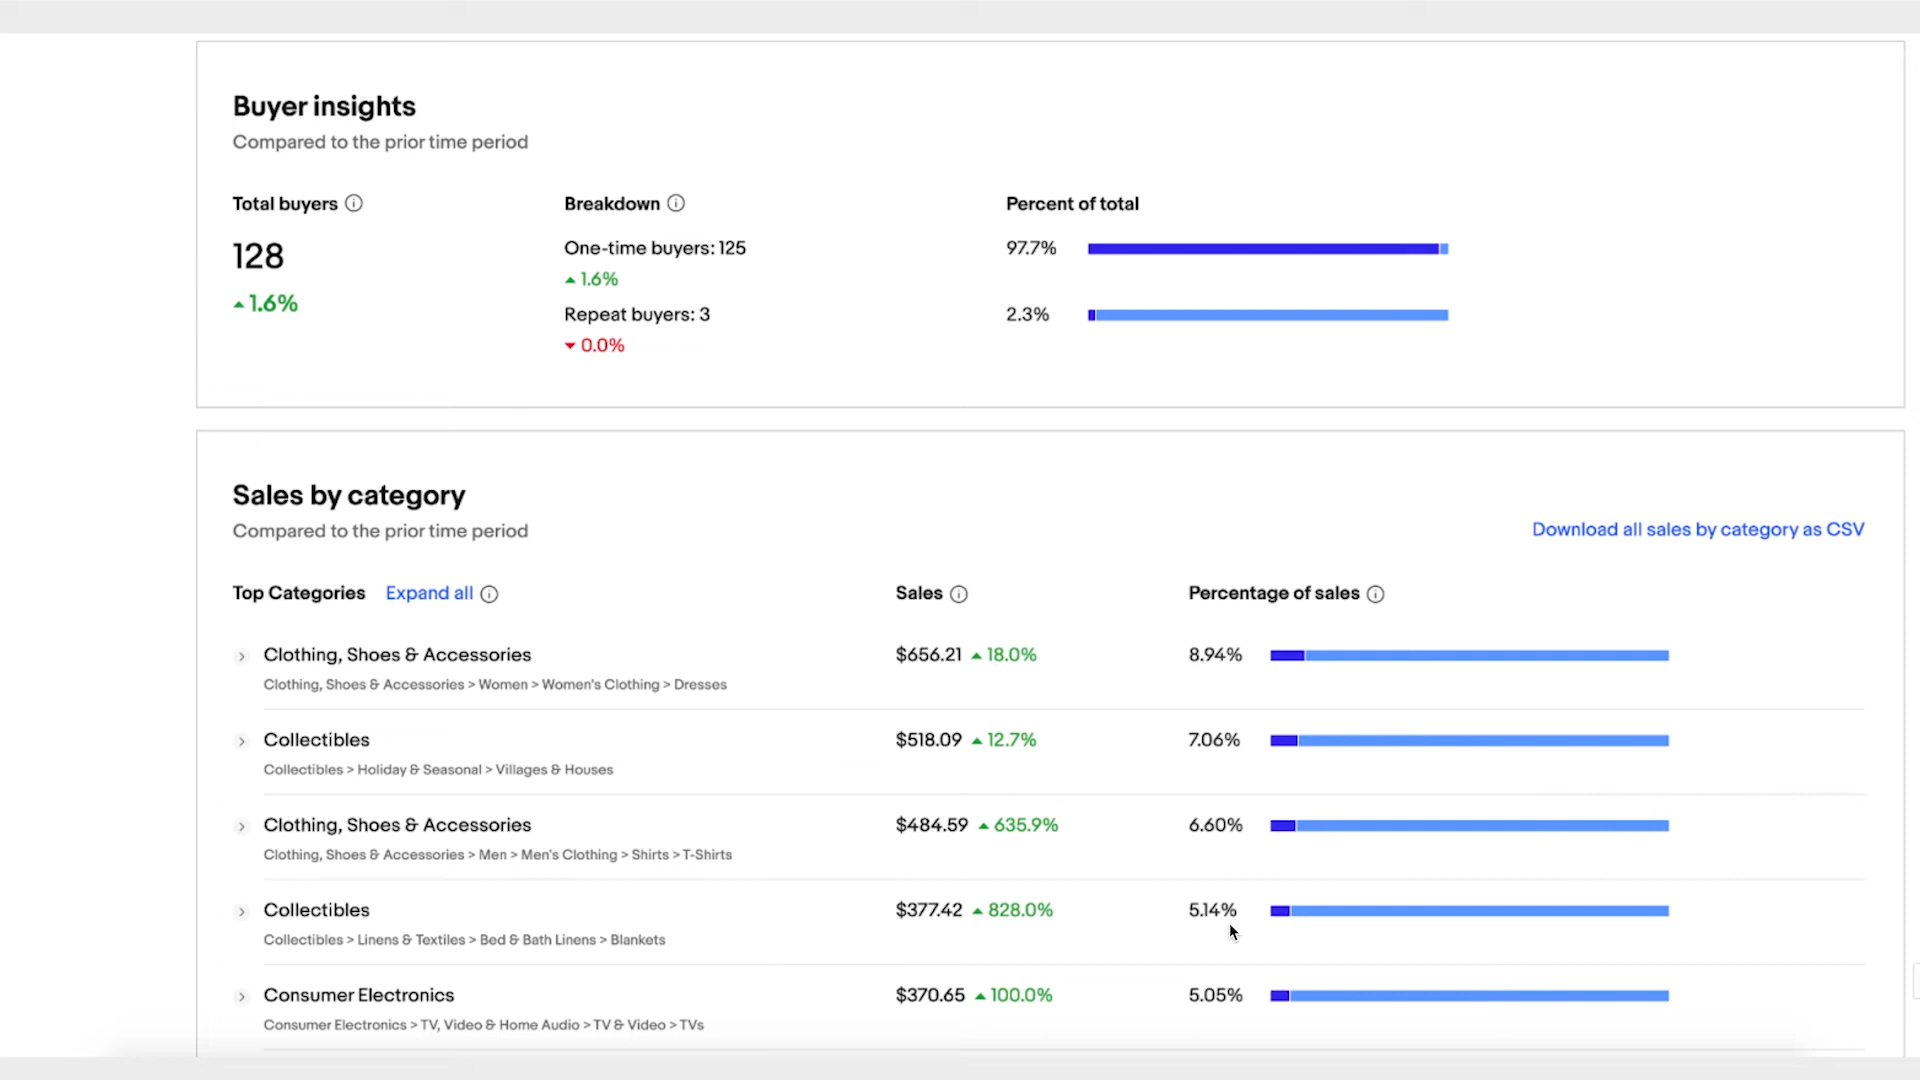 Buyer insights
Compared to the prior time period
Total buyers
Breakdown
Percent of total
128
1.6%
One-time buyers: 125
97.7%
1.6%
Repeat buyers: 3
2.3%
0.0%
Sales by category
Compared to the prior time period
Download all sales by category as CSV
Top Categories Expand all
Sales
Percentage of sales
Clothing, Shoes & Accessories
$656.21 18.0%
8.94%
Clothing, Shoes & Accessories > Women > Women's Clothing > Dresses
Collectibles
$518.09 12.7%
7.06%
Collectibles > Holiday & Seasonal > Villages & Houses
Clothing, Shoes & Accessories
$484.59 635.9%
6.60%
Clothing, Shoes & Accessories > Men > Men's Clothing > Shirts > T-Shirts
Collectibles
$377.42 828.0%
5.14%
Collectibles > Linens & Textiles > Bed & Bath Linens > Blankets
Consumer Electronics
$370.65 100.0%
5.05%
Consumer Electronics > TV, Video & Home Audio > TV & Video > TVs